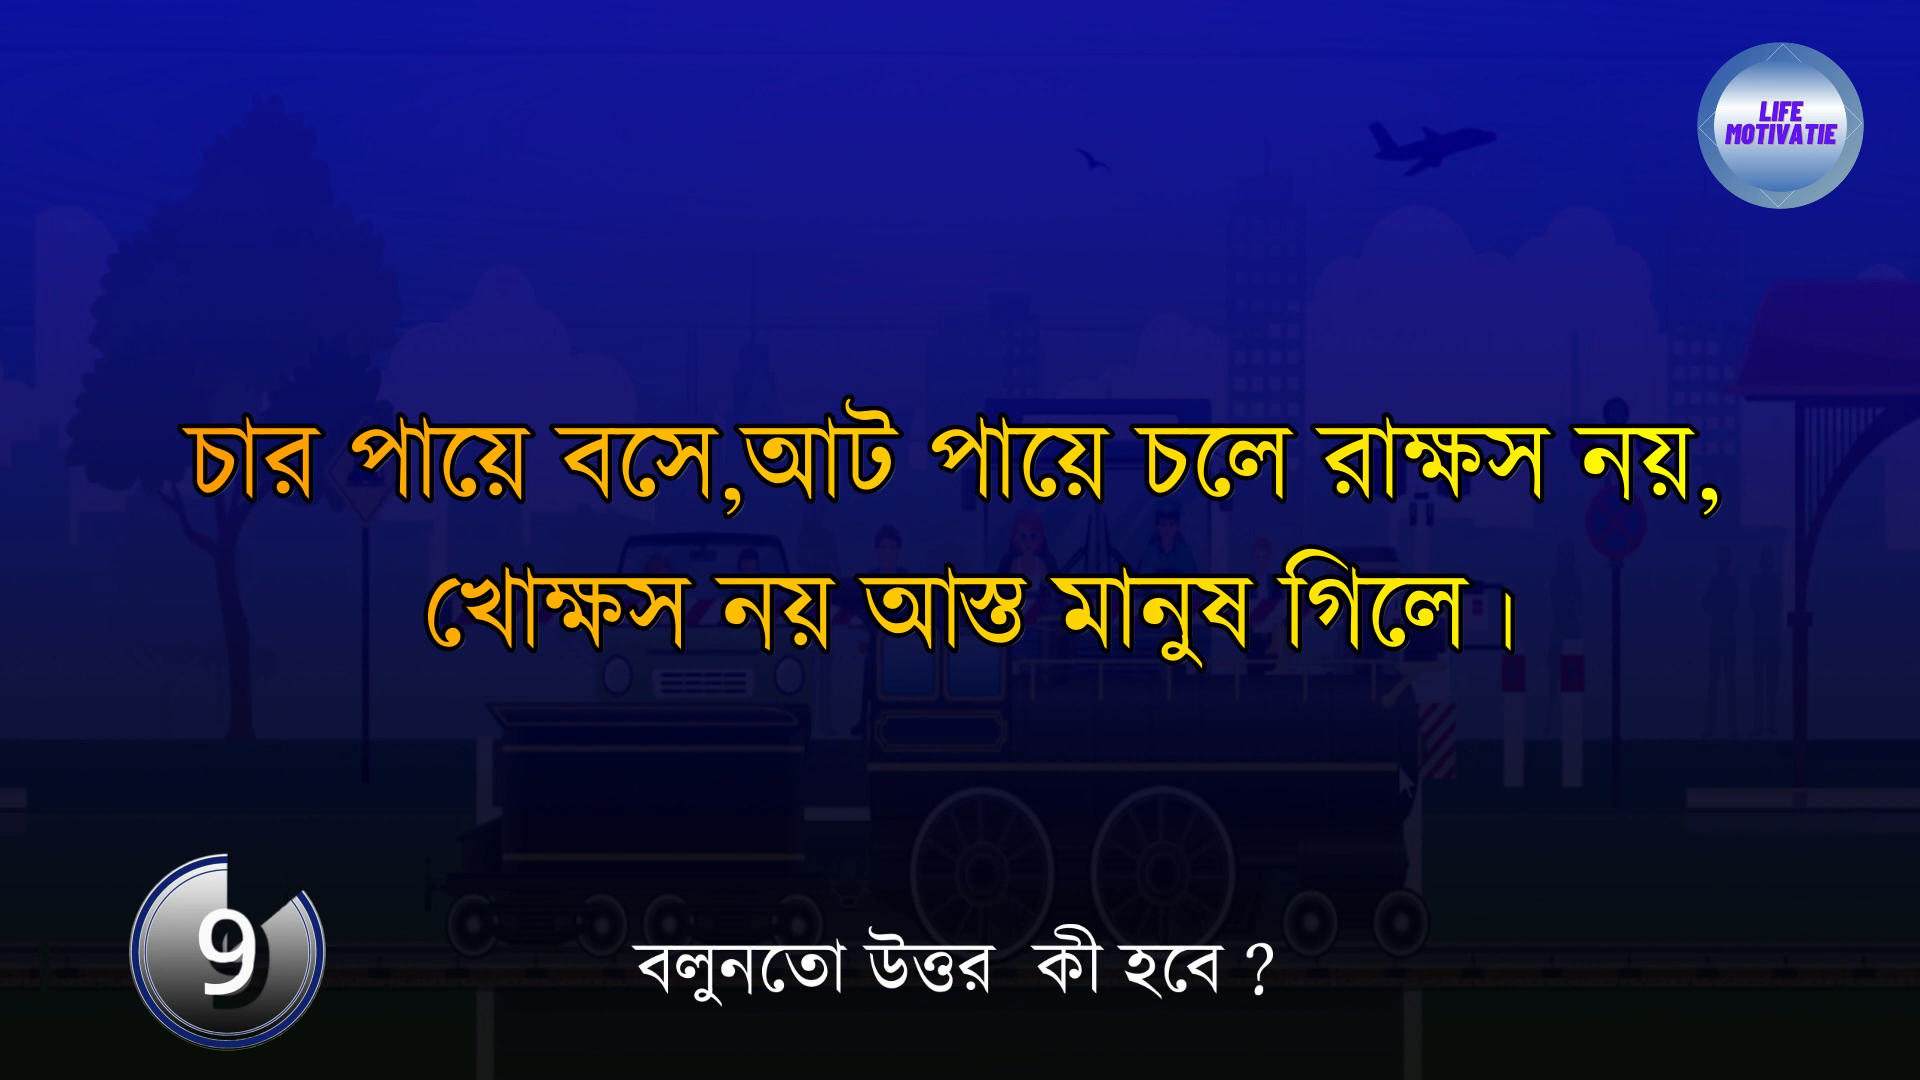 LIFE
MOTIVATIE
চার পায়ে বসে,আট পায়ে চলে রাক্ষস নয়,
খোক্ষস নয় আস্ত মানুষ গিলে।
9
বলুনতো উত্তর কী হবে ?